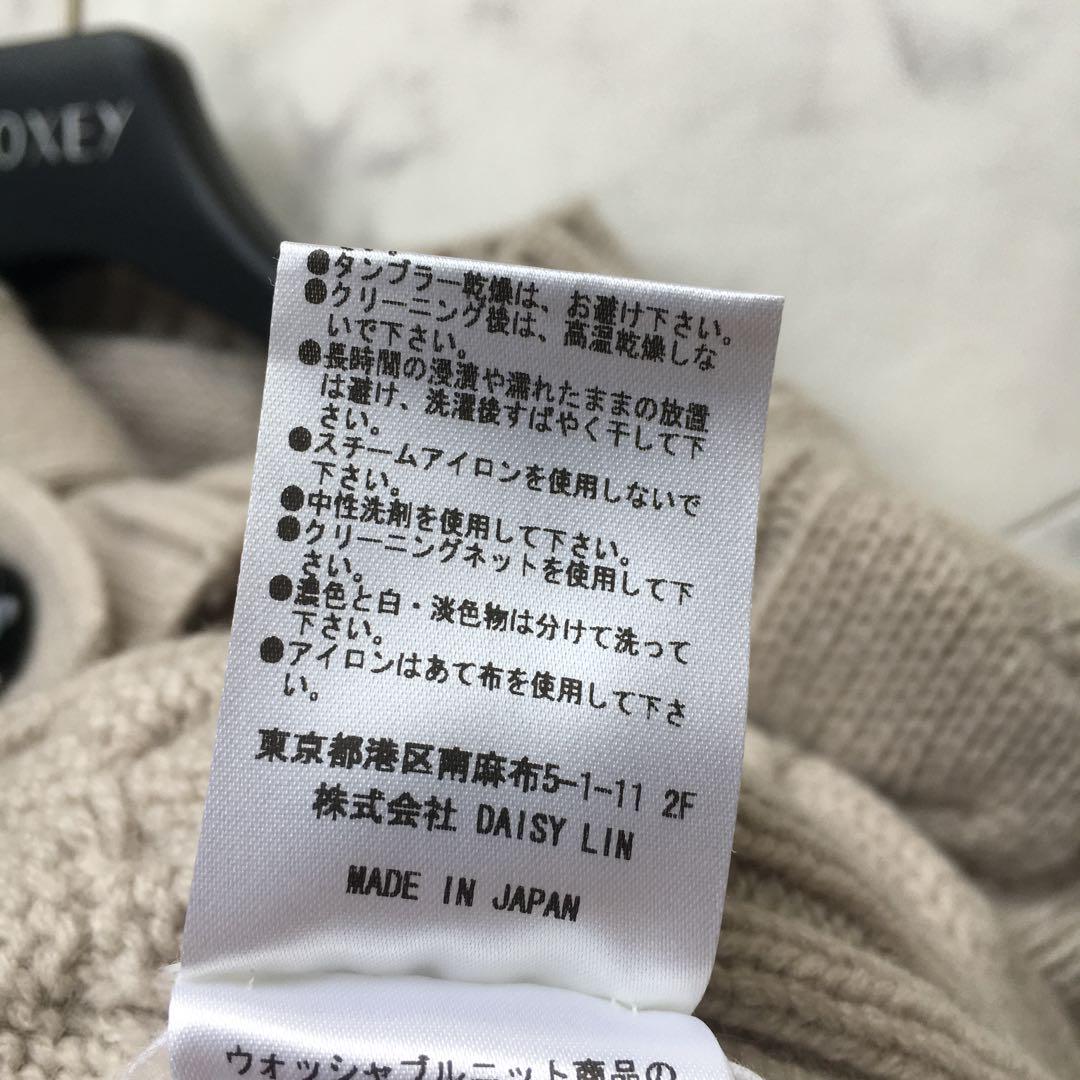 OXEY
い。
●タンブラー乾燥は、お避け下さい。
●クリーニング後は、高温乾燥しな
いで下さい。
●長時間の浸漬や濡れたままの放置
は避け、洗濯後すばやく干して下
さい。
●スチームアイロンを使用しないで
下さい。
●中性洗剤を使用して下さい。
●クリーニングネットを使用して下
さい。
●濃色と白・淡色物は分けて洗って
下さい。
●アイロンはあて布を使用して下さ
い。
東京都港区南麻布5-1-11 2F
株式会社 DAISY LIN
MADE IN JAPAN
ウォッシャブルニット商品の